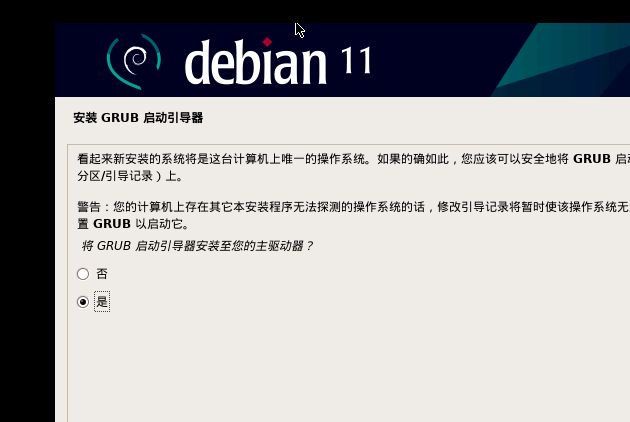 debian 11
安装 GRUB 启动引导器
看起来新安装的系统将是这台计算机上唯一的操作系统。如果的确如此，您应该可以安全地将 GRUB 启
分区/引导记录）上。
警告：您的计算机上存在其它本安装程序无法探测的操作系统的话，修改引导记录将暂时使该操作系统无
置 GRUB 以启动它。
将 GRUB 启动引导器安装至您的主驱动器？
否
是